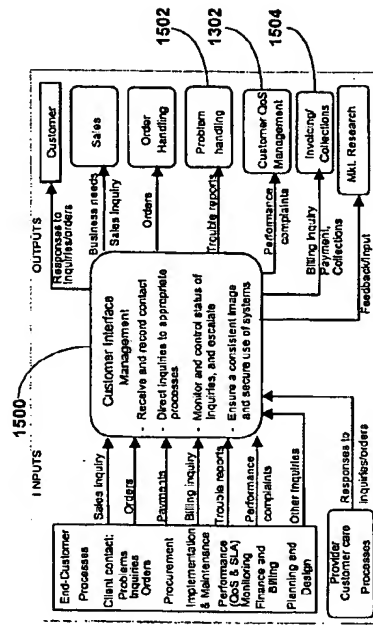 INPUTS
OUTPUTS
1500
End-Customer
Processes
Client contact:
Problems
Inquiries
Orders
Procurement
Implementation
& Maintenance
Performance
(QoS & SLA)
Monitoring
Finance and
Billing
Planning and
Design
Provider
Customer care
Processes
Sales Inquiry
Orders
Payments
Billing inquiry
Trouble reports
Performance
complaints
Other Inquiries
Responses to
Inquiries/orders
Customer Interface
Management
- Receive and record contact
- Direct inquiries to appropriate
processes
- Monitor and control status of
inquiries, and escalate
- Ensure a consistent image
and secure use of systems
Responses to
Inquiries/orders
Business needs
Sales Inquiry
Orders
Trouble reports
Performance
complaints
Billing Inquiry
Payment,
Collections
Feedback/input
Customer
Sales
Order
Handling
Problem
handling
Customer QoS
Management
Invoicing/
Collections
Mkt. Research
1502
1302
1504